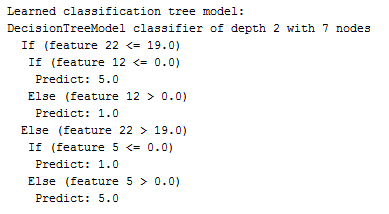 Learned classification tree model:
DecisionTreeModel classifier of depth 2 with 7 nodes
  If (feature 22 <= 19.0)
   If (feature 12 <= 0.0)
    Predict: 5.0
   Else (feature 12 > 0.0)
    Predict: 1.0
  Else (feature 22 > 19.0)
   If (feature 5 <= 0.0)
    Predict: 1.0
   Else (feature 5 > 0.0)
    Predict: 5.0